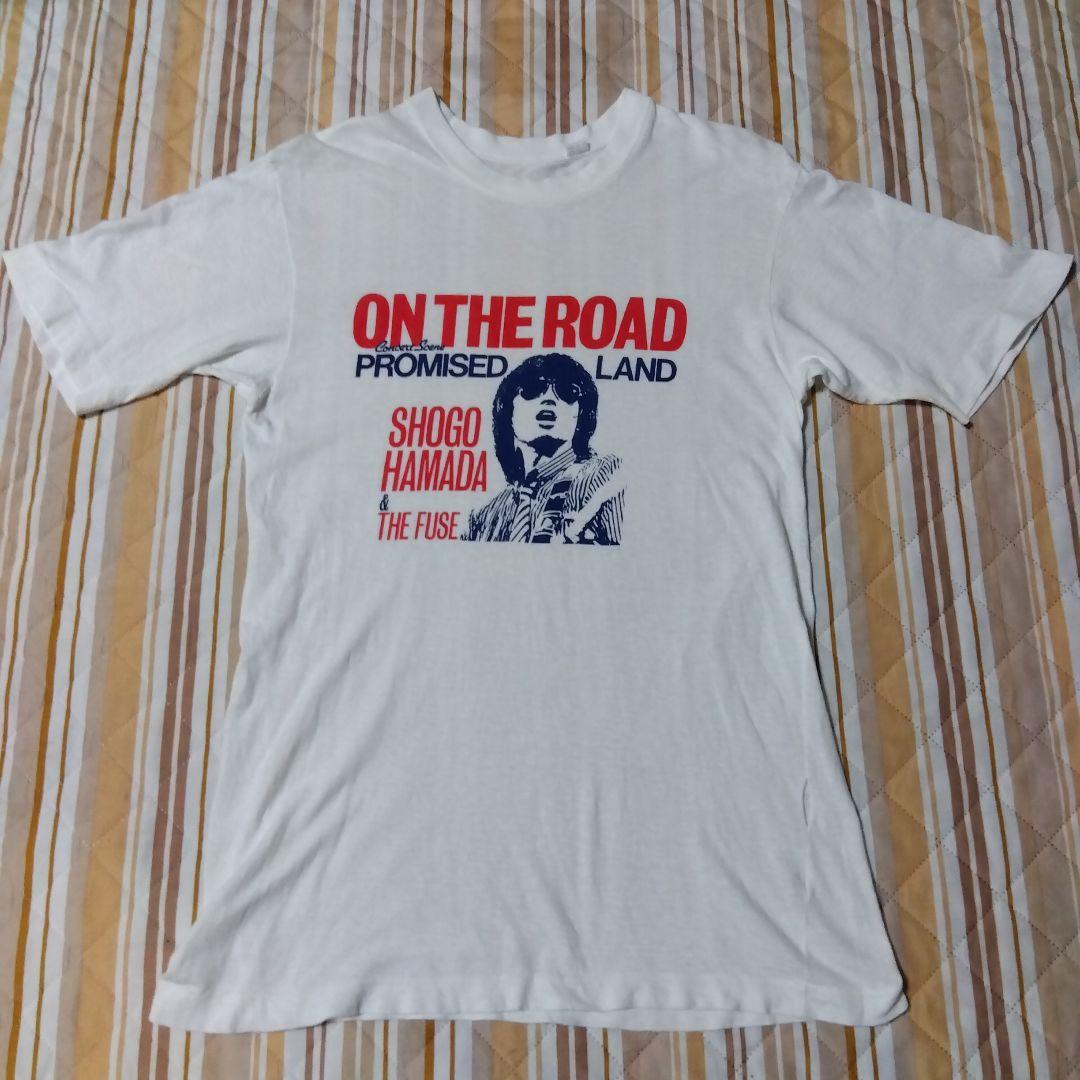 ON THE ROAD
Concert Scene
PROMISED LAND
SHOGO
HAMADA
&
THE FUSE